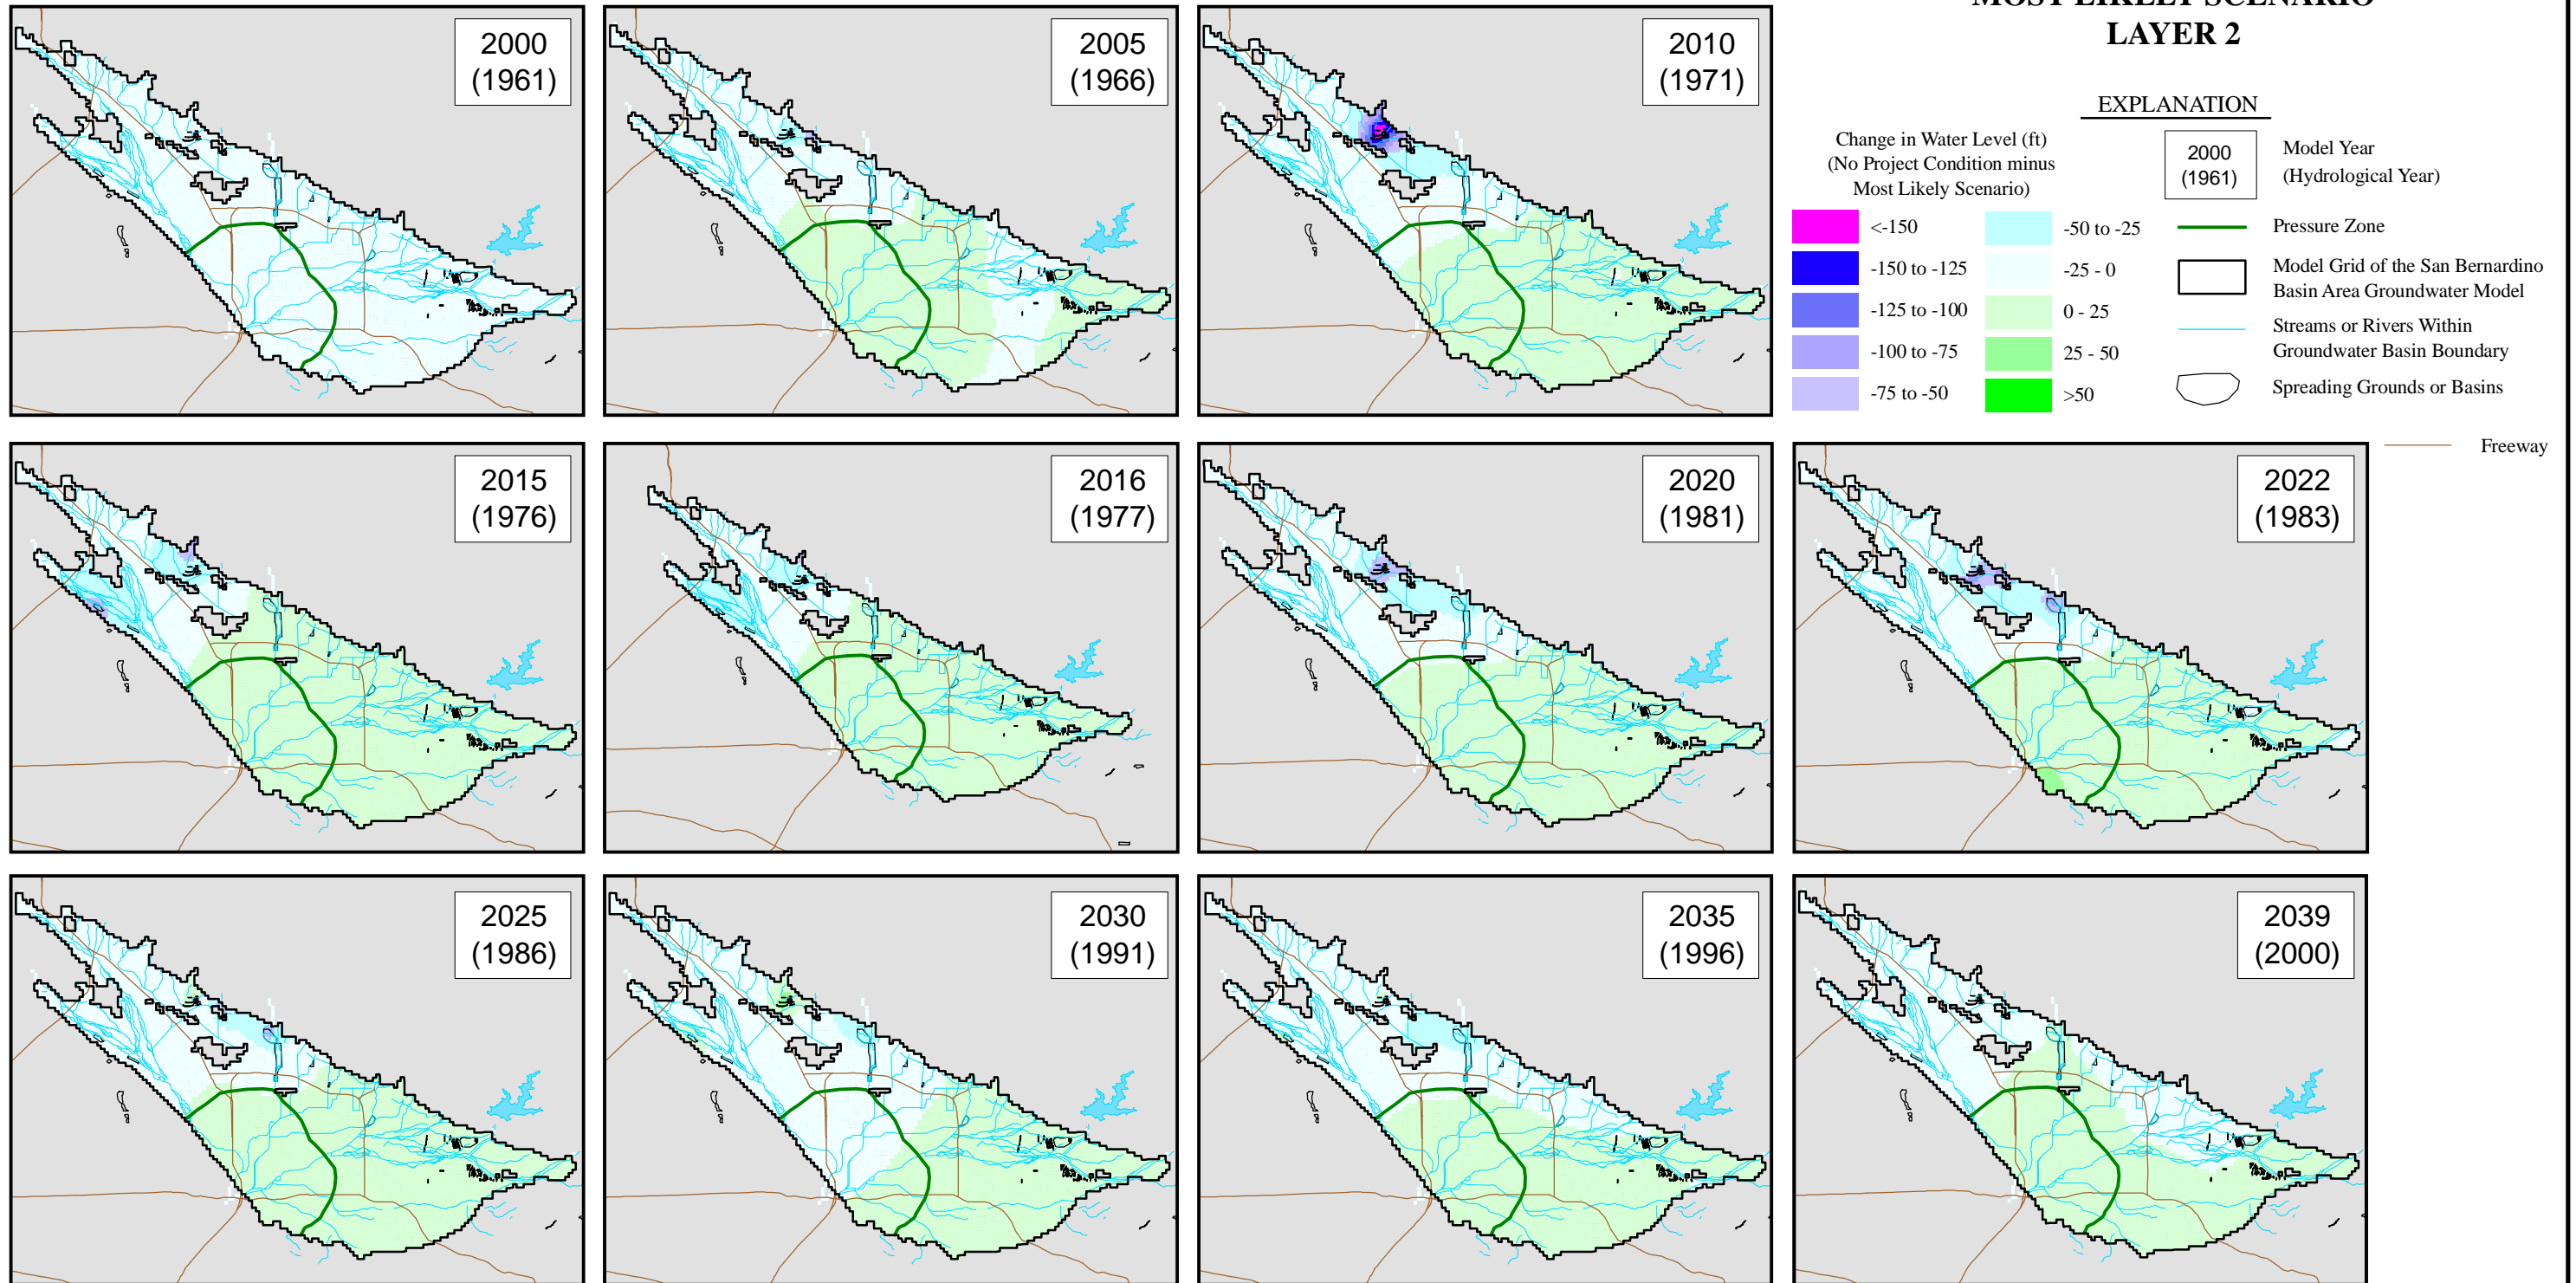 MOST LIKELY SCENARIO
LAYER 2
2000
(1961)
2005
(1966)
2010
(1971)
EXPLANATION
Change in Water Level (ft)
(No Project Condition minus
Most Likely Scenario)
<-150
-150 to -125
-125 to -100
-100 to -75
-75 to -50
-50 to -25
-25 - 0
0 - 25
25 - 50
>50
2000
(1961)
Model Year
(Hydrological Year)
Pressure Zone
Model Grid of the San Bernardino
Basin Area Groundwater Model
Streams or Rivers Within
Groundwater Basin Boundary
Spreading Grounds or Basins
Freeway
2015
(1976)
2016
(1977)
2020
(1981)
2022
(1983)
2025
(1986)
2030
(1991)
2035
(1996)
2039
(2000)